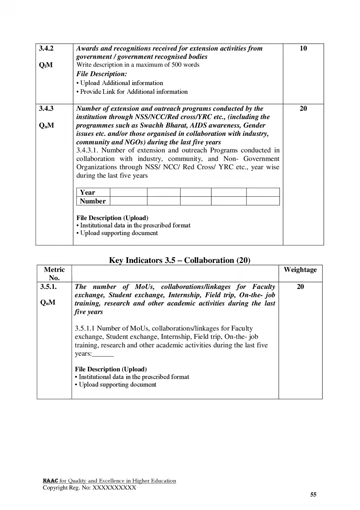 3.4.2 Awards and recognitions received for extension activities from 10
government / government recognised bodies
QlM Write description in a maximum of 500 words
File Description:
• Upload Additional information
• Provide Link for Additional information
3.4.3 Number of extension and outreach programs conducted by the 20
institution through NSS/NCC/Red cross/YRC etc., (including the
QnM programmes such as Swachh Bharat, AIDS awareness, Gender
issues etc. and/or those organised in collaboration with industry,
community and NGOs) during the last five years
3.4.3.1. Number of extension and outreach Programs conducted in
collaboration with industry, community, and Non- Government
Organizations through NSS/ NCC/ Red Cross/ YRC etc., year wise
during the last five years
Year
Number
File Description (Upload)
• Institutional data in the prescribed format
• Upload supporting document
Key Indicators 3.5 – Collaboration (20)
Metric Weightage
No.
3.5.1. The number of MoUs, collaborations/linkages for Faculty 20
exchange, Student exchange, Internship, Field trip, On-the- job
QnM training, research and other academic activities during the last
five years
3.5.1.1 Number of MoUs, collaborations/linkages for Faculty
exchange, Student exchange, Internship, Field trip, On-the- job
training, research and other academic activities during the last five
years:______
File Description (Upload)
• Institutional data in the prescribed format
• Upload supporting document
NAAC for Quality and Excellence in Higher Education
Copyright Reg. No: XXXXXXXXXX
55